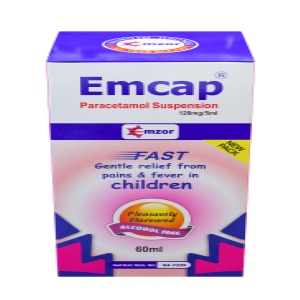 Emcap®
Paracetamol Suspension
120mg/5ml
Emzor
NEW
PACK
FAST
Gentle relief from
pains & fever in
children
Pleasantly
Flavoured
ALCOHOL FREE
60ml